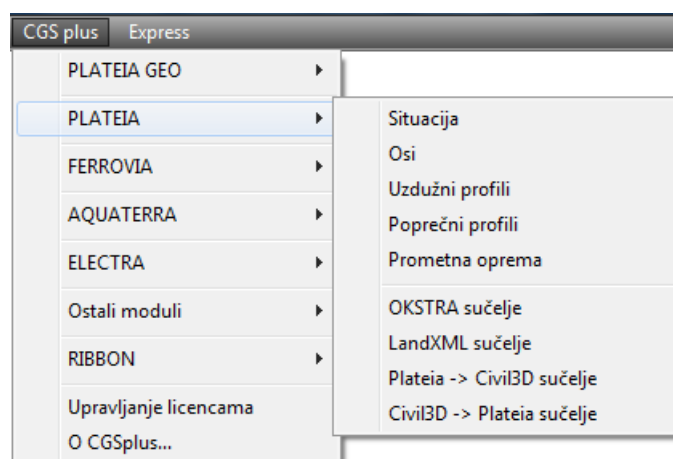 CGS plus Express
PLATEIA GEO
PLATEIA
FERROVIA
AQUATERRA
ELECTRA
Ostali moduli
RIBBON
Upravljanje licencama
O CGSplus...
Situacija
Osi
Uzdužni profili
Poprečni profili
Prometna oprema
OKSTRA sučelje
LandXML sučelje
Plateia -> Civil3D sučelje
Civil3D -> Plateia sučelje